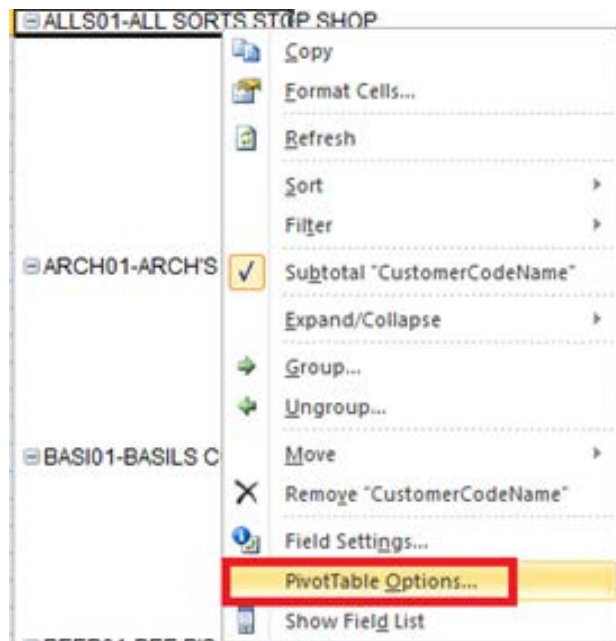 ALLS01-ALL SORTS STOP SHOP
Copy
Format Cells...
Refresh
Sort
Filter
ARCH01-ARCH'S
Subtotal "CustomerCodeName"
Expand/Collapse
Group...
Ungroup...
BASI01-BASILS C
Move
Remove "CustomerCodeName"
Field Settings...
PivotTable Options...
Show Field List